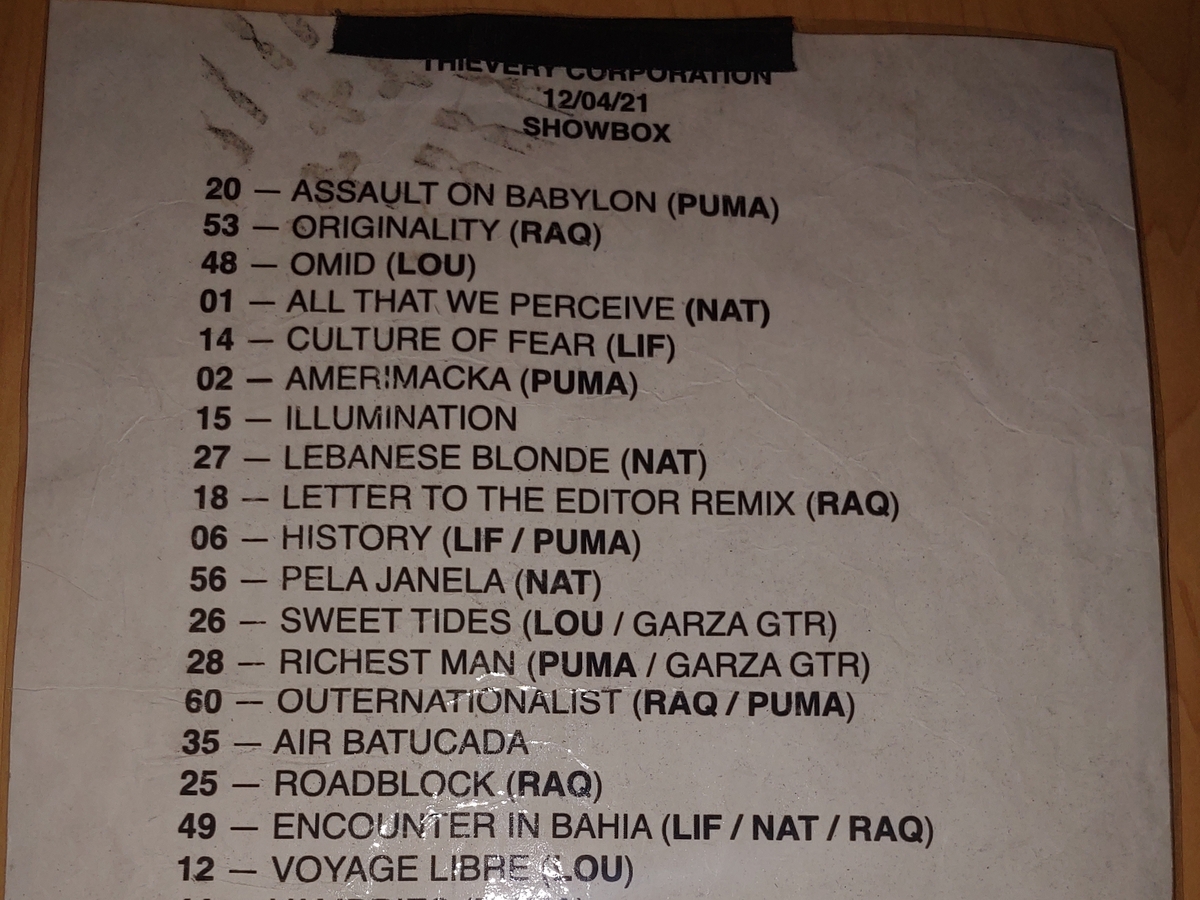 THIEVERY CORPORATION
12/04/21
SHOWBOX
20 — ASSAULT ON BABYLON (PUMA)
53 — ORIGINALITY (RAQ)
48 — OMID (LOU)
01 — ALL THAT WE PERCEIVE (NAT)
14 — CULTURE OF FEAR (LIF)
02 — AMERIMACKA (PUMA)
15 — ILLUMINATION
27 — LEBANESE BLONDE (NAT)
18 — LETTER TO THE EDITOR REMIX (RAQ)
06 — HISTORY (LIF / PUMA)
56 — PELA JANELA (NAT)
26 — SWEET TIDES (LOU / GARZA GTR)
28 — RICHEST MAN (PUMA / GARZA GTR)
60 — OUTERNATIONALIST (RAQ / PUMA)
35 — AIR BATUCADA
25 — ROADBLOCK (RAQ)
49 — ENCOUNTER IN BAHIA (LIF / NAT / RAQ)
12 — VOYAGE LIBRE (LOU)